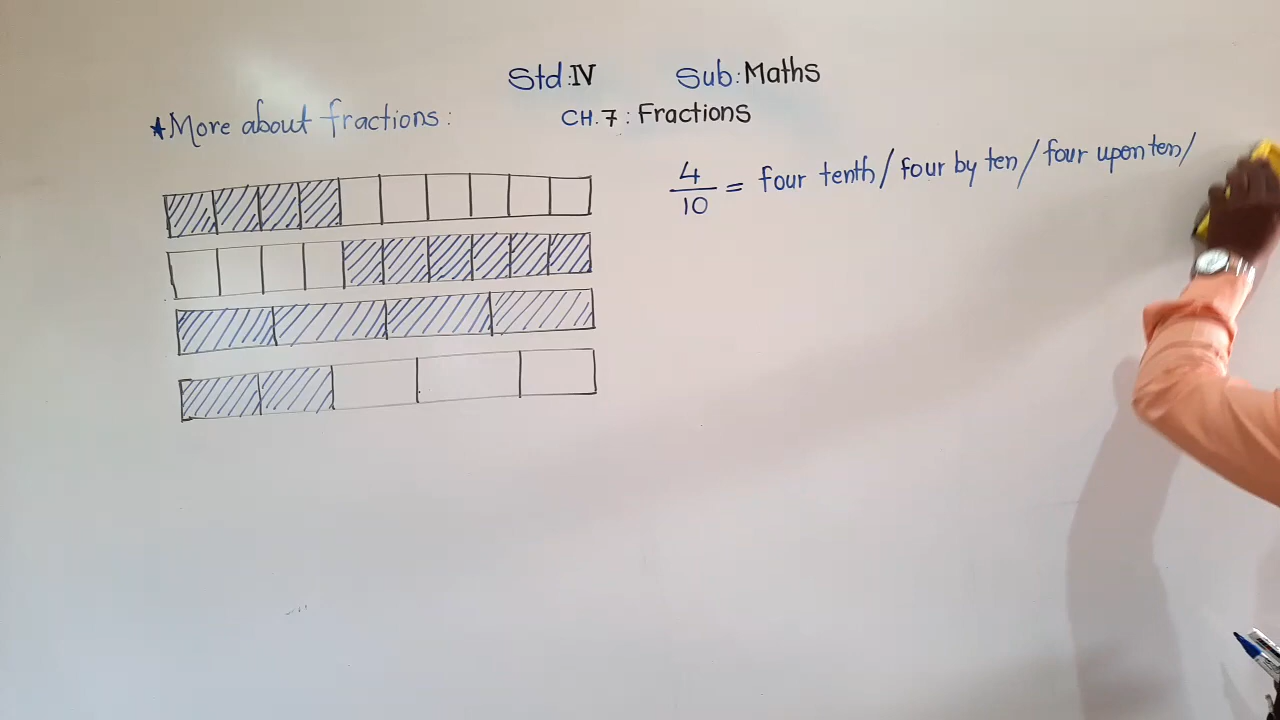 Std:IV Sub:Maths
★More about fractions: CH.7: Fractions
4/10 = four tenth/ four by ten/ four upon ten/